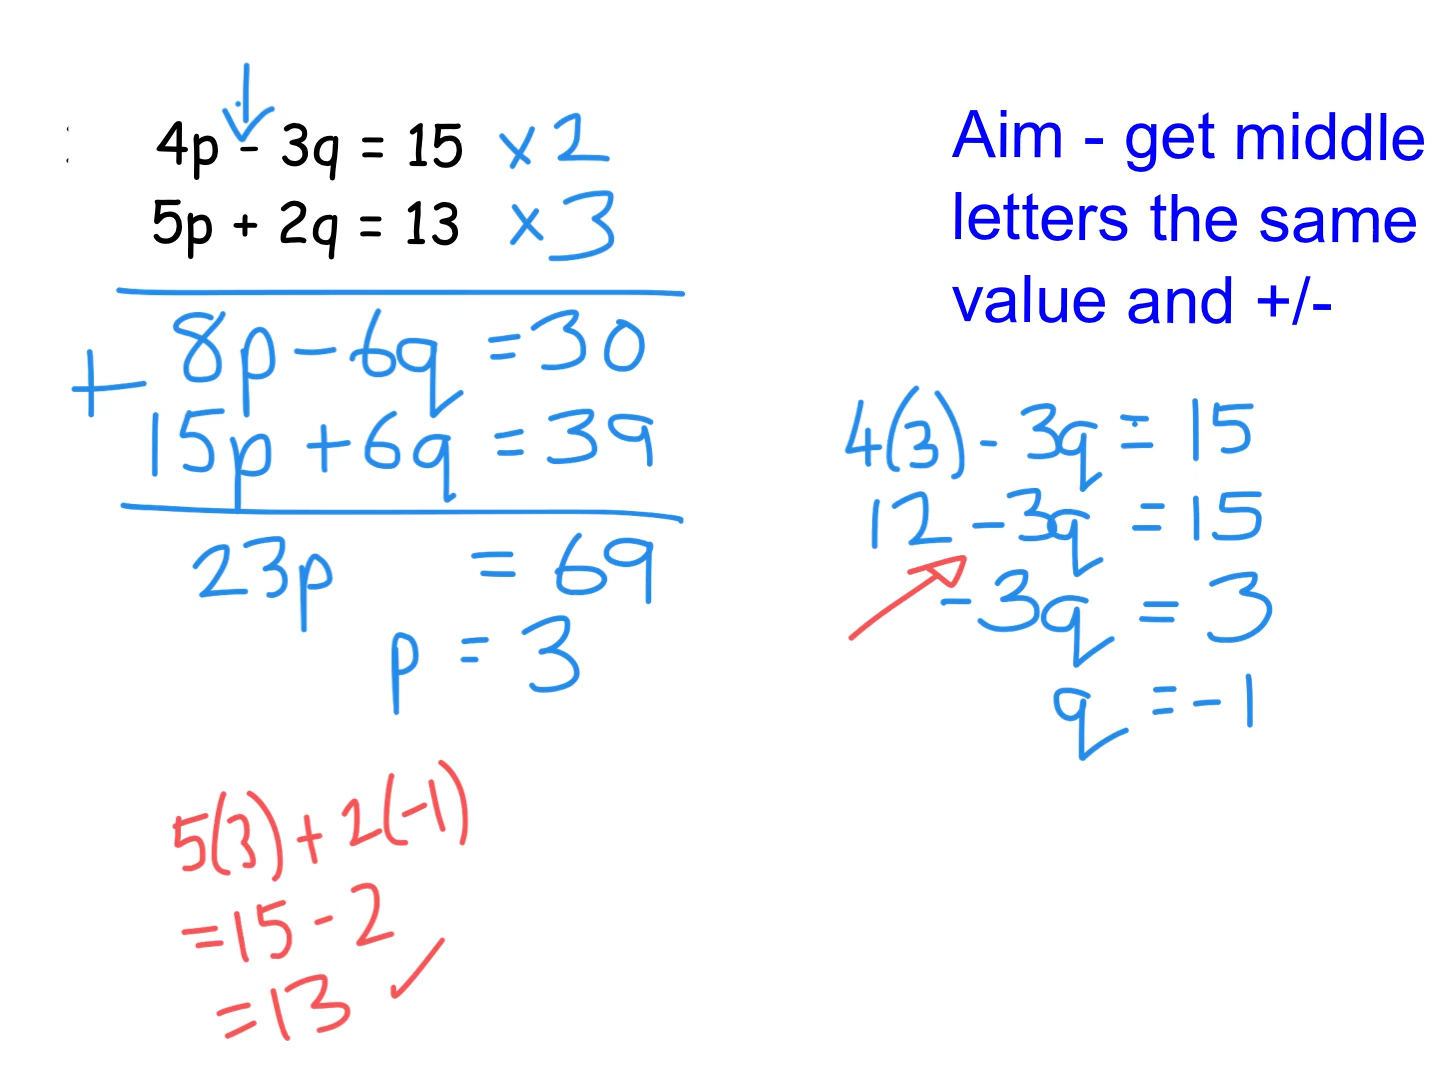 4p - 3q = 15 ×2
5p + 2q = 13 ×3
8p - 6q = 30
+ 15p + 6q = 39
23p = 69
p = 3
5(3) + 2(-1)
= 15 - 2
= 13 ✓
Aim - get middle
letters the same
value and +/-
4(3) - 3q = 15
12 - 3q = 15
- 3q = 3
q = -1